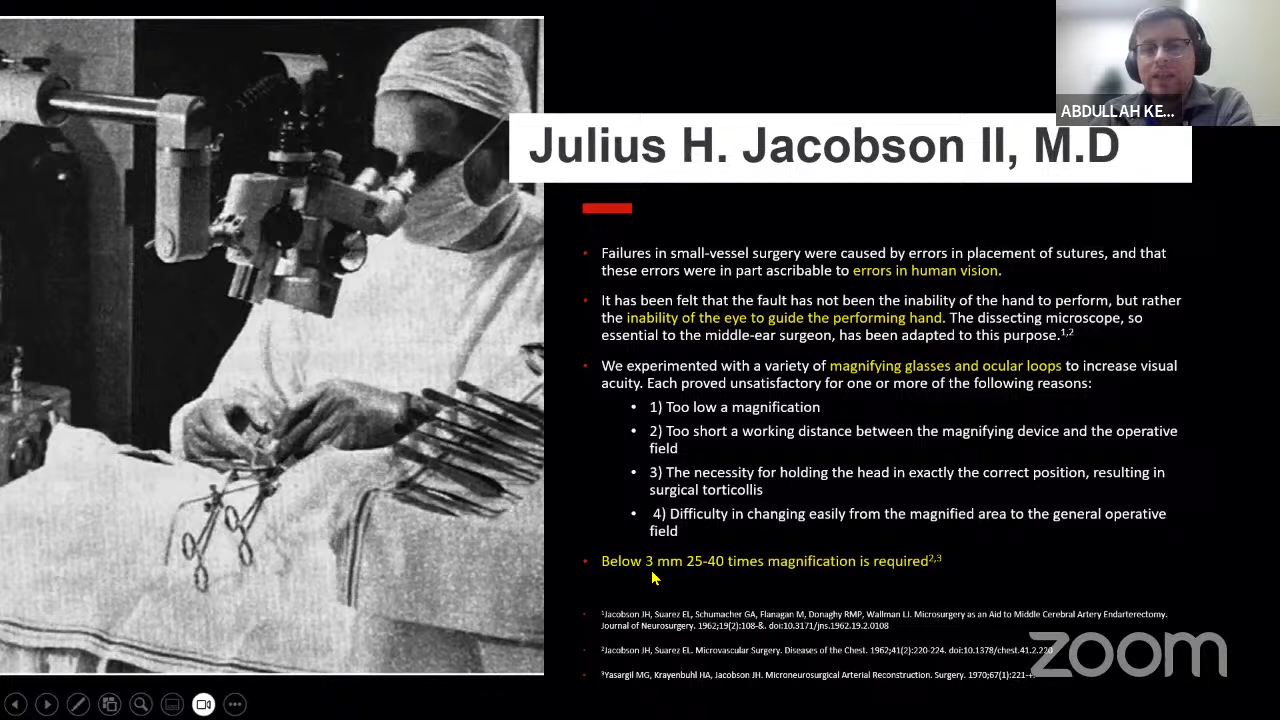 ABDULLAH KE...
Julius H. Jacobson II, M.D
• Failures in small-vessel surgery were caused by errors in placement of sutures, and that
these errors were in part ascribable to errors in human vision.
• It has been felt that the fault has not been the inability of the hand to perform, but rather
the inability of the eye to guide the performing hand. The dissecting microscope, so
essential to the middle-ear surgeon, has been adapted to this purpose.1,2
• We experimented with a variety of magnifying glasses and ocular loops to increase visual
acuity. Each proved unsatisfactory for one or more of the following reasons:
• 1) Too low a magnification
• 2) Too short a working distance between the magnifying device and the operative
field
• 3) The necessity for holding the head in exactly the correct position, resulting in
surgical torticollis
• 4) Difficulty in changing easily from the magnified area to the general operative
field
• Below 3 mm 25-40 times magnification is required2,3
• 1Jacobson JH, Suarez EL, Schumacher GA, Flanagan M, Donaghy RMP, Wallman LJ. Microsurgery as an Aid to Middle Cerebral Artery Endarterectomy.
Journal of Neurosurgery. 1962;19(2):108-&. doi:10.3171/jns.1962.19.2.0108
• 2Jacobson JH, Suarez EL. Microvascular Surgery. Diseases of the Chest. 1962;41(2):220-224. doi:10.1378/chest.41.2.220
• 3Yasargil MG, Krayenbuhl HA, Jacobson JH. Microneurosurgical Arterial Reconstruction. Surgery. 1970;67(1):221-
zoom